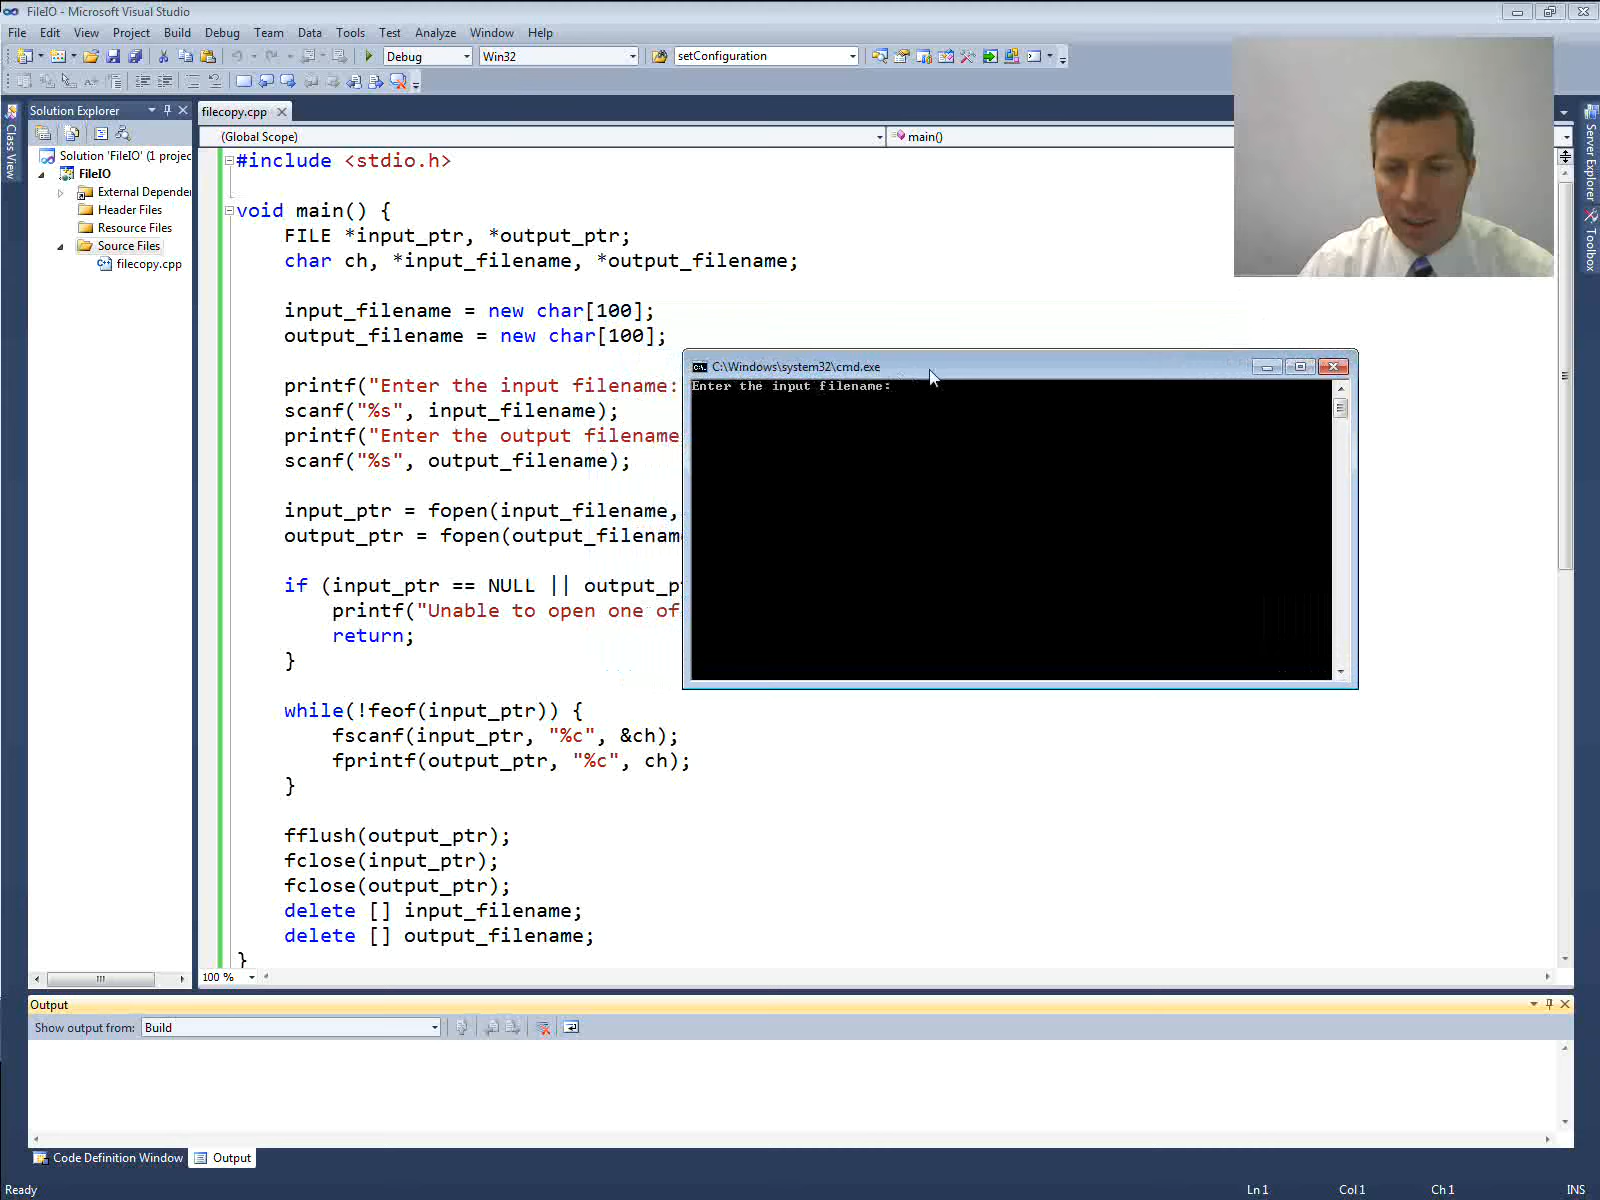 FileIO - Microsoft Visual Studio
File Edit View Project Build Debug Team Data Tools Test Analyze Window Help
Debug Win32 setConfiguration
Class View
Solution Explorer
Solution 'FileIO' (1 projec
FileIO
External Depende
Header Files
Resource Files
Source Files
filecopy.cpp
filecopy.cpp
(Global Scope) main()
#include <stdio.h>
void main() {
FILE *input_ptr, *output_ptr;
char ch, *input_filename, *output_filename;
input_filename = new char[100];
output_filename = new char[100];
printf("Enter the input filename:
scanf("%s", input_filename);
printf("Enter the output filename
scanf("%s", output_filename);
input_ptr = fopen(input_filename,
output_ptr = fopen(output_filenam
if (input_ptr == NULL || output_pt
printf("Unable to open one of
return;
}
while(!feof(input_ptr)) {
fscanf(input_ptr, "%c", &ch);
fprintf(output_ptr, "%c", ch);
}
fflush(output_ptr);
fclose(input_ptr);
fclose(output_ptr);
delete [] input_filename;
delete [] output_filename;
}
100 %
C:\Windows\system32\cmd.exe
Enter the input filename:
Server Explorer
Toolbox
Output
Show output from: Build
Code Definition Window Output
Ready Ln 1 Col 1 Ch 1 INS